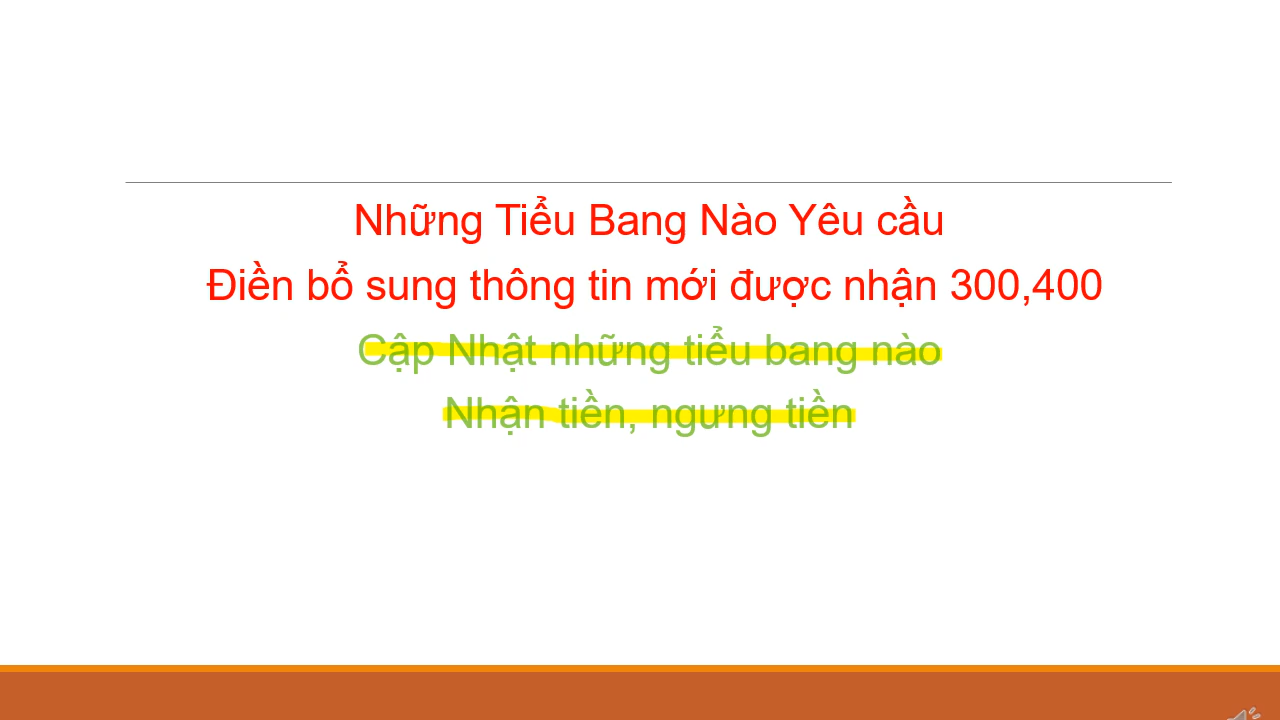 Những Tiểu Bang Nào Yêu cầu
Điền bổ sung thông tin mới được nhận 300,400
Cập Nhật những tiểu bang nào
Nhận tiền, ngưng tiền